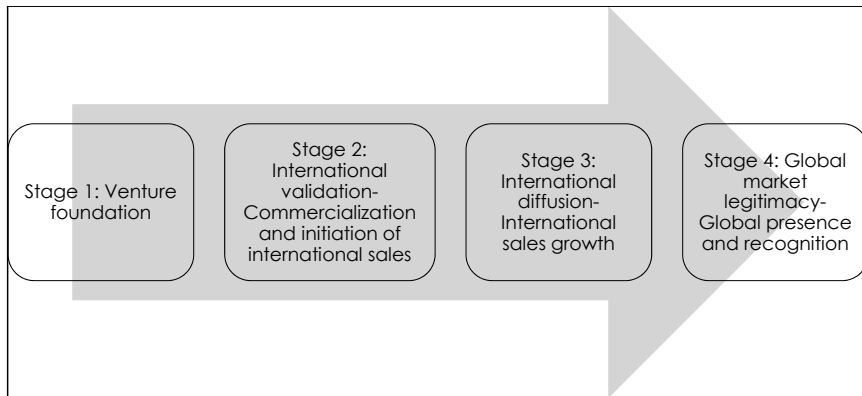 Stage 1: Venture
foundation
Stage 2:
International
validation-
Commercialization
and initiation of
international sales
Stage 3:
International
diffusion-
International
sales growth
Stage 4: Global
market
legitimacy-
Global presence
and recognition